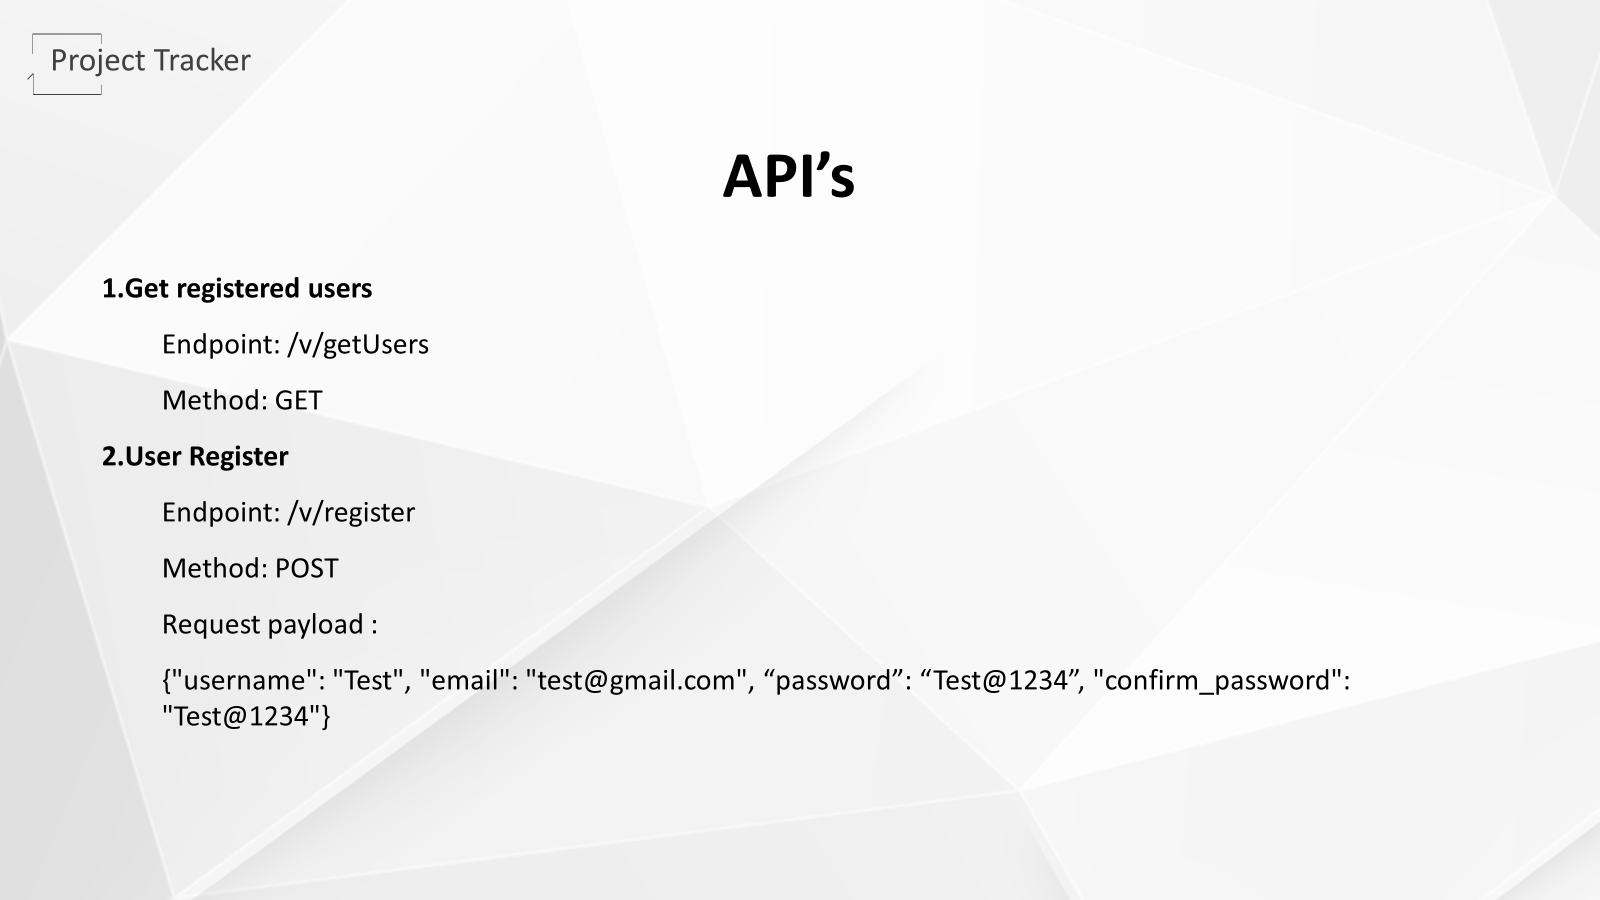 Project Tracker
API’s
1.Get registered users
Endpoint: /v/getUsers
Method: GET
2.User Register
Endpoint: /v/register
Method: POST
Request payload :
{"username": "Test", "email": "test@gmail.com", “password”: “Test@1234”, "confirm_password":
"Test@1234"}